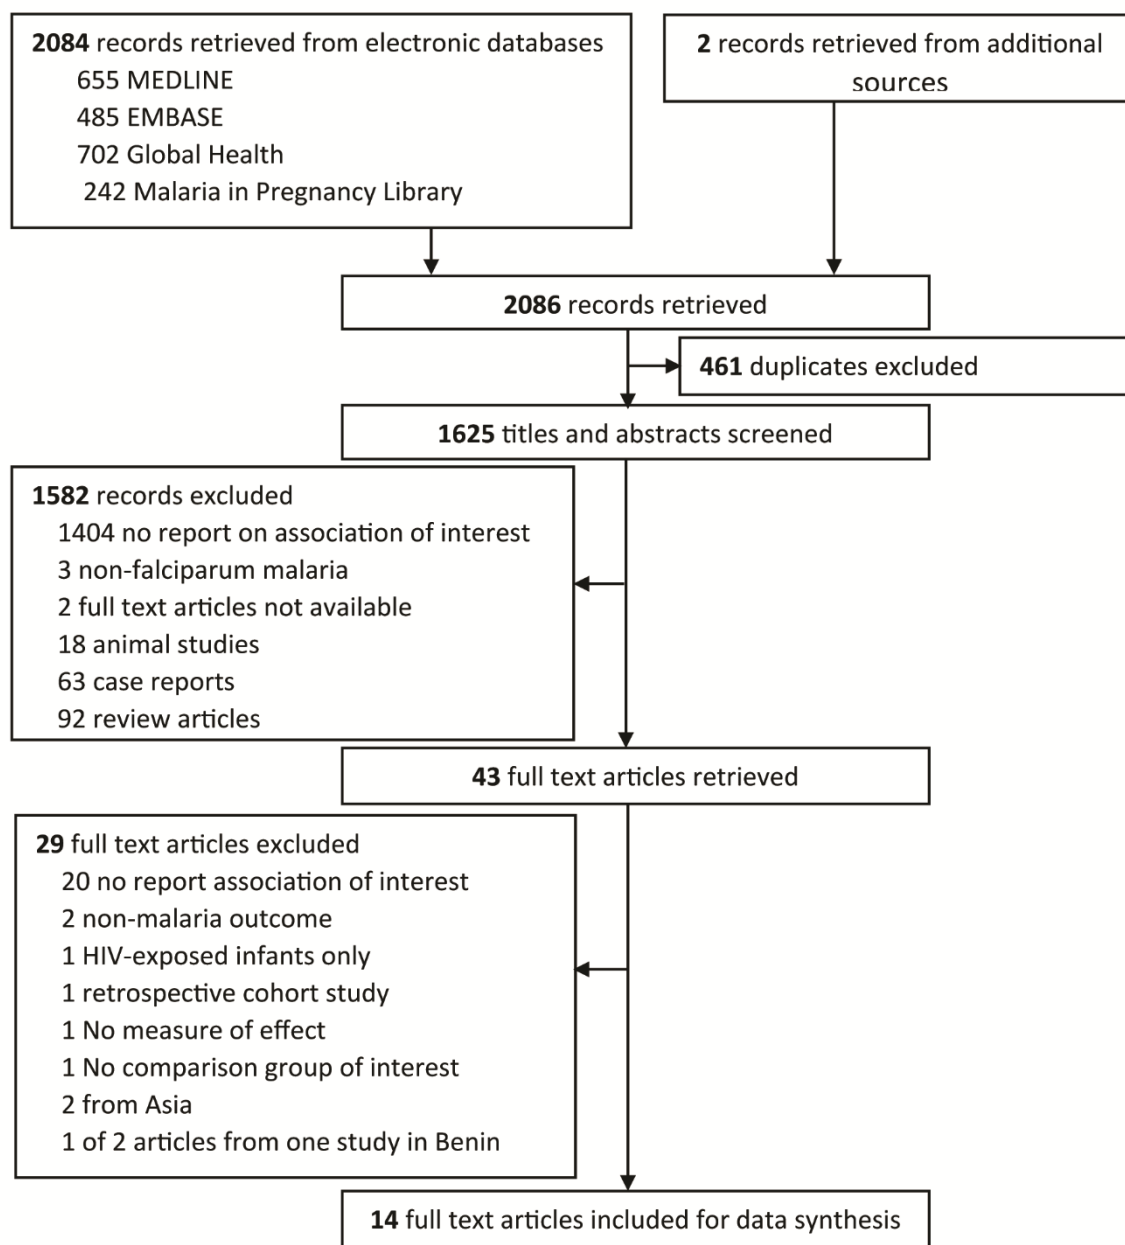 2084 records retrieved from electronic databases
655 MEDLINE
485 EMBASE
702 Global Health
242 Malaria in Pregnancy Library
2 records retrieved from additional
sources
2086 records retrieved
461 duplicates excluded
1625 titles and abstracts screened
1582 records excluded
1404 no report on association of interest
3 non-falciparum malaria
2 full text articles not available
18 animal studies
63 case reports
92 review articles
43 full text articles retrieved
29 full text articles excluded
20 no report association of interest
2 non-malaria outcome
1 HIV-exposed infants only
1 retrospective cohort study
1 No measure of effect
1 No comparison group of interest
2 from Asia
1 of 2 articles from one study in Benin
14 full text articles included for data synthesis